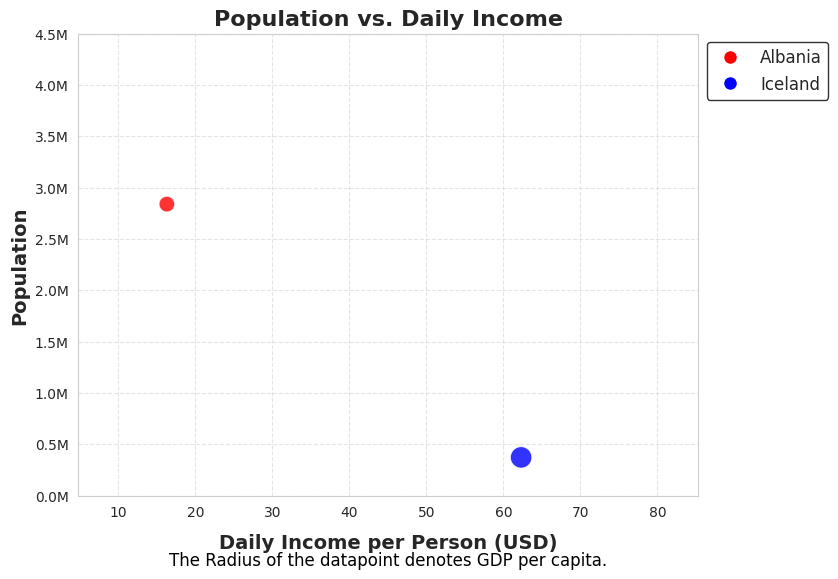 Population vs. Daily Income
Albania
Iceland
4.5M
4.0M
3.5M
3.0M
2.5M
2.0M
1.5M
1.0M
0.5M
0.0M
Population
10 20 30 40 50 60 70 80
Daily Income per Person (USD)
The Radius of the datapoint denotes GDP per capita.